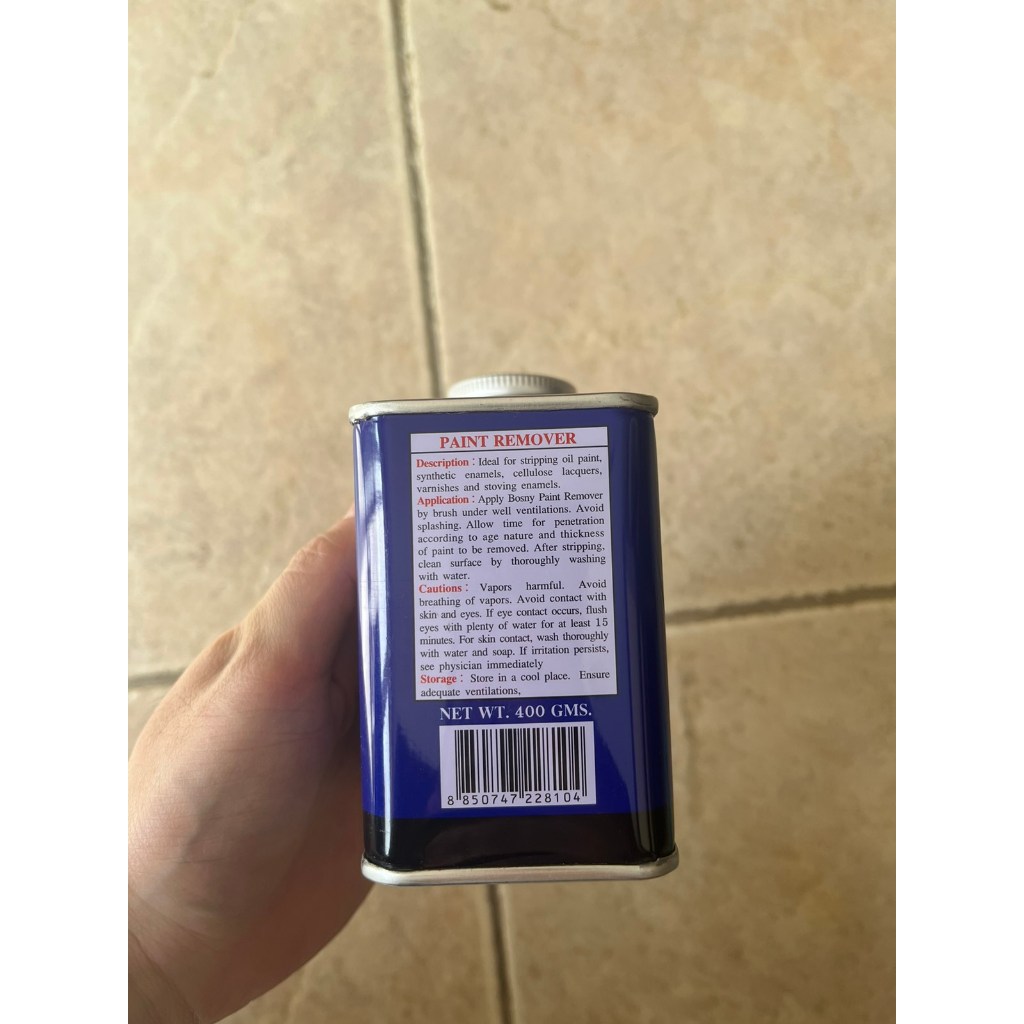 PAINT REMOVER
Description : Ideal for stripping oil paint,
synthetic enamels, cellulose lacquers,
varnishes and stoving enamels.
Application : Apply Bosny Paint Remover
by brush under well ventilations. Avoid
splashing. Allow time for penetration
according to age nature and thickness
of paint to be removed. After stripping,
clean surface by thoroughly washing
with water.
Cautions : Vapors harmful. Avoid
breathing of vapors. Avoid contact with
skin and eyes. If eye contact occurs, flush
eyes with plenty of water for at least 15
minutes. For skin contact, wash thoroughly
with water and soap. If irritation persists,
see physician immediately
Storage : Store in a cool place. Ensure
adequate ventilations,
NET WT. 400 GMS.
8 850747 228104